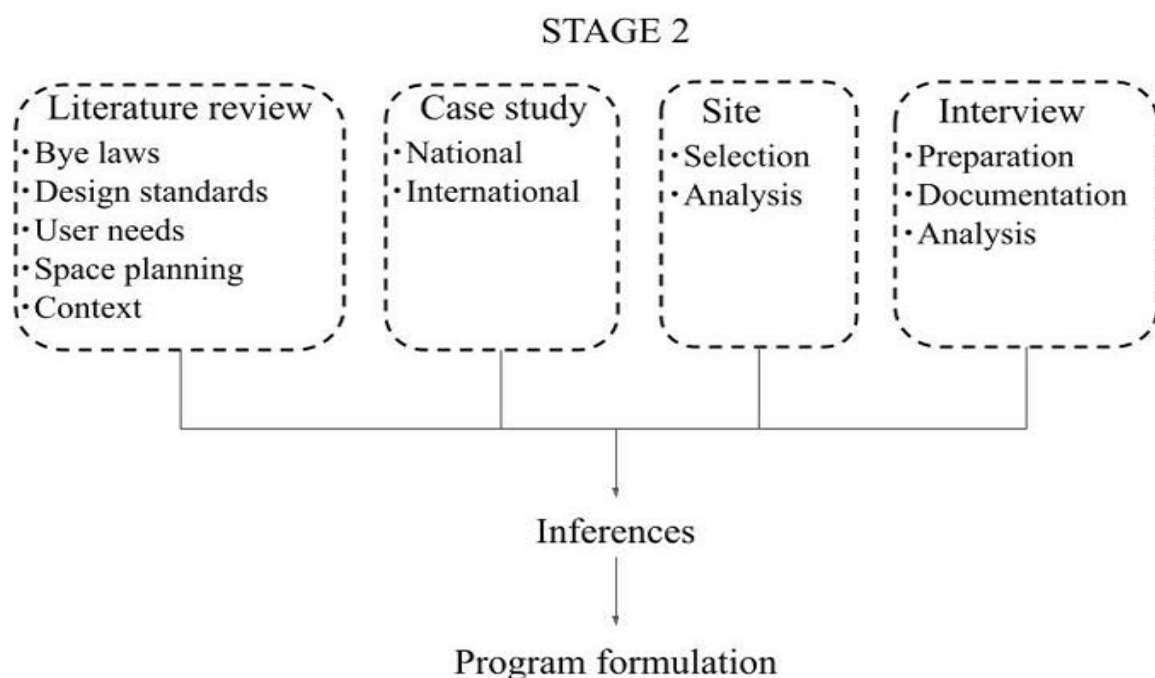 STAGE 2
Literature review
·Bye laws
·Design standards
·User needs
·Space planning
·Context
Case study
·National
·International
Site
·Selection
·Analysis
Interview
·Preparation
·Documentation
·Analysis
Inferences
Program formulation